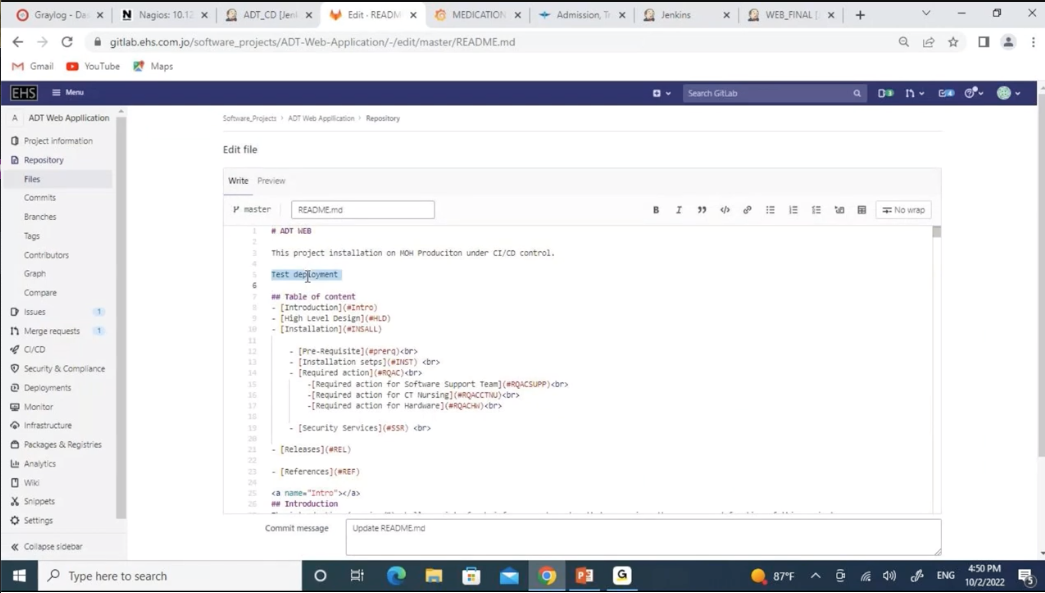 Graylog - Da
Nagios: 10.12
ADT_CD [Jenk
Edit · README
MEDICATION
Admission, T
Jenkins
WEB_FINAL [
gitlab.ehs.com.jo/software_projects/ADT-Web-Application/-/edit/master/README.md
Gmail
YouTube
Maps
EHS
Menu
Search GitLab
A ADT Web Appllication
Project information
Repository
Files
Commits
Branches
Tags
Contributors
Graph
Compare
Issues 1
Merge requests 1
CI/CD
Security & Compliance
Deployments
Monitor
Infrastructure
Packages & Registries
Analytics
Wiki
Snippets
Settings
Collapse sidebar
Software_Projects > ADT Web Appllication > Repository
Edit file
Write Preview
master README.md
No wrap
1 # ADT WEB
2
3 This project installation on MOH Produciton under CI/CD control.
4
5 Test deployment
6
7 ## Table of content
8 - [Introduction](#Intro)
9 - [High Level Design](#HLD)
10 - [Installation](#INSALL)
11
12 - [Pre-Requisite](#prerq)<br>
13 - [Installation setps](#INST) <br>
14 - [Required action](#RQAC)<br>
15 -[Required action for Software Support Team](#RQACSUPP)<br>
16 -[Required action for CT Nursing](#RQACCTNU)<br>
17 -[Required action for Hardware](#RQACHW)<br>
18
19 - [Security Services](#SSR) <br>
20
21 - [Releases](#REL)
22
23 - [References](#REF)
24
25 <a name="Intro"></a>
26 ## Introduction
Commit message
Update README.md
Type here to search
87°F
ENG
4:50 PM
10/2/2022
5